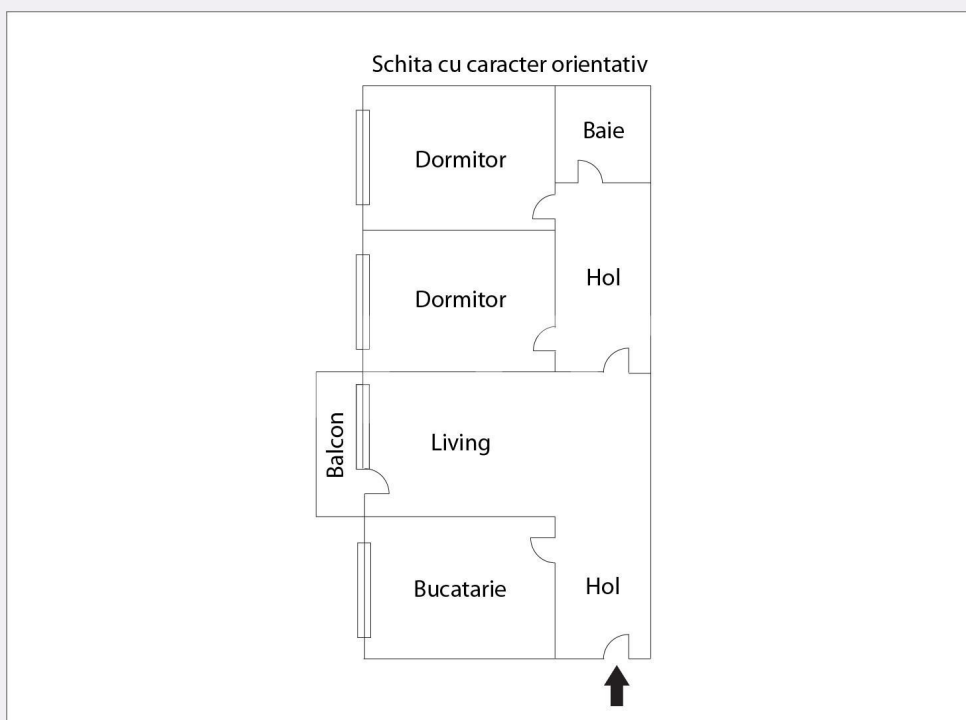 Schita cu caracter orientativ
Baie
Dormitor
Hol
Dormitor
Balcon
Living
Bucatarie
Hol